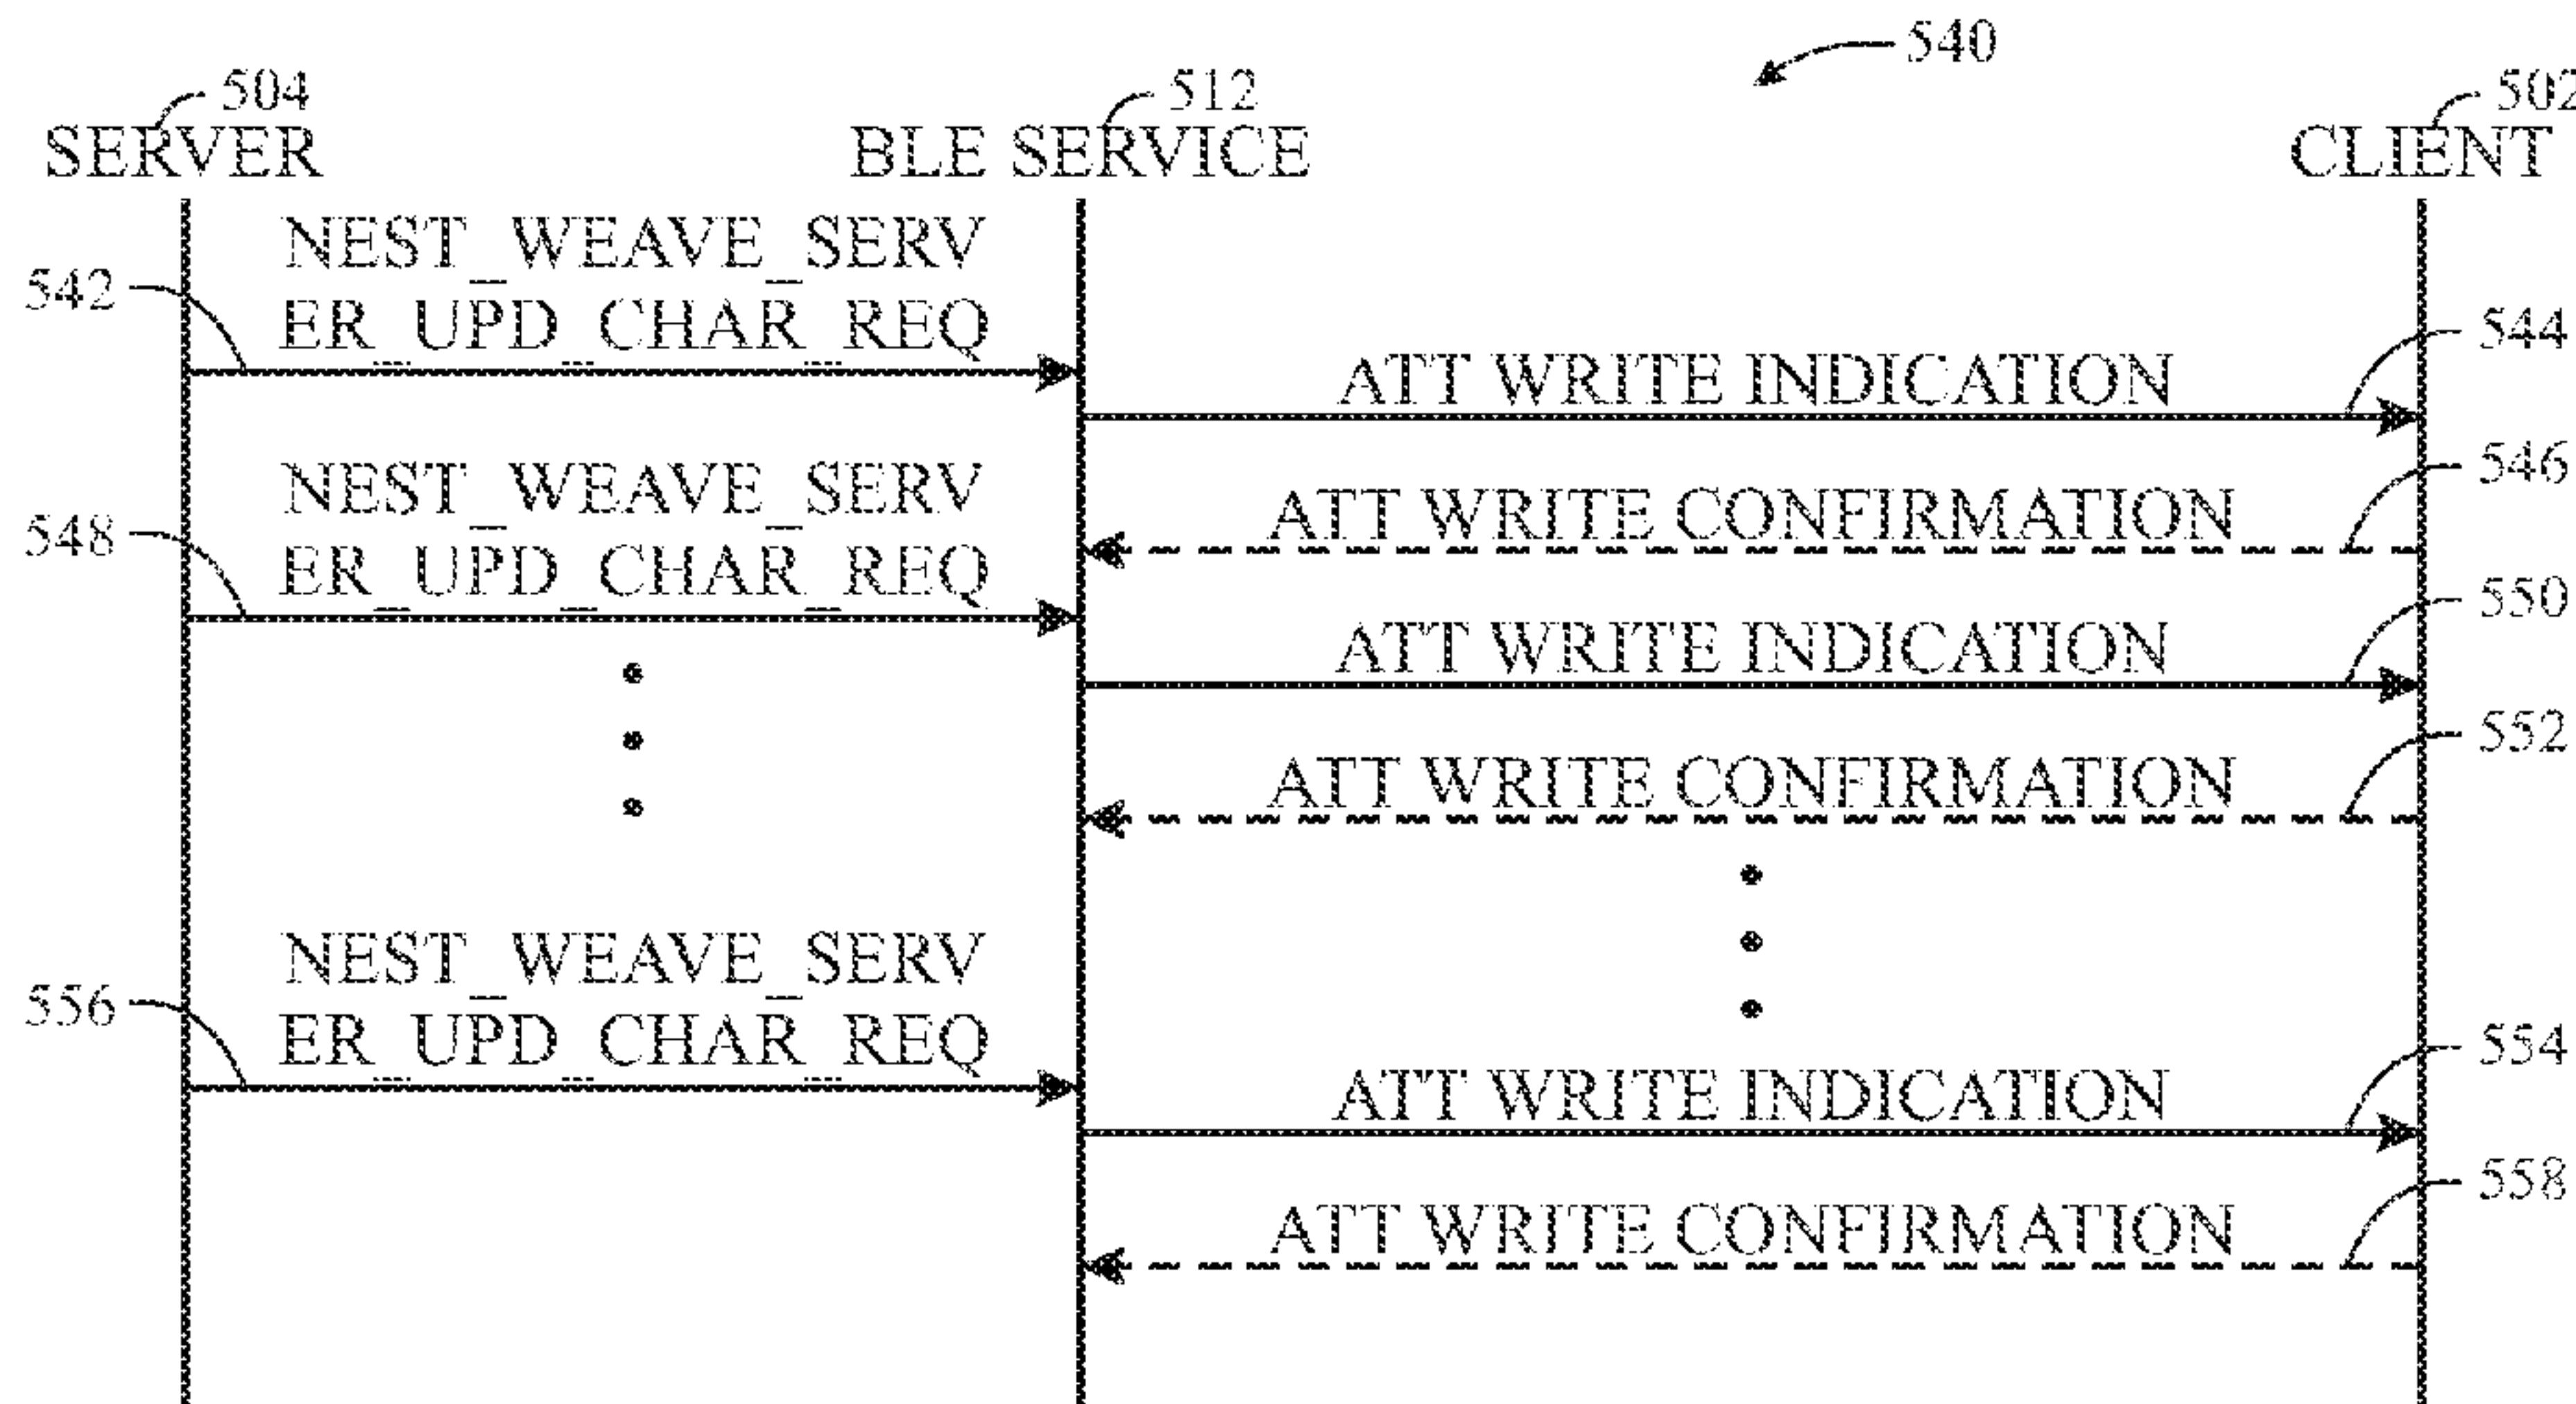 540
504
512
502
SERVER
BLE SERVICE
CLIENT
NEST_WEAVE_SERV
542
ER_UPD_CHAR_REQ
544
ATT WRITE INDICATION
546
NEST_WEAVE_SERV
ATT WRITE CONFIRMATION
548
ER_UPD_CHAR_REQ
550
ATT WRITE INDICATION
552
ATT WRITE CONFIRMATION
NEST_WEAVE_SERV
556
ER_UPD_CHAR_REQ
554
ATT WRITE INDICATION
558
ATT WRITE CONFIRMATION